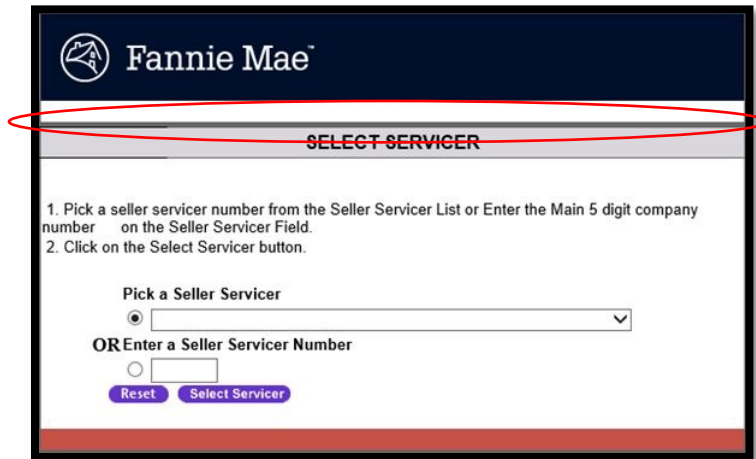 Fannie Mae™
SELECT SERVICER
1. Pick a seller servicer number from the Seller Servicer List or Enter the Main 5 digit company
number on the Seller Servicer Field.
2. Click on the Select Servicer button.
Pick a Seller Servicer
OR Enter a Seller Servicer Number
Reset Select Servicer